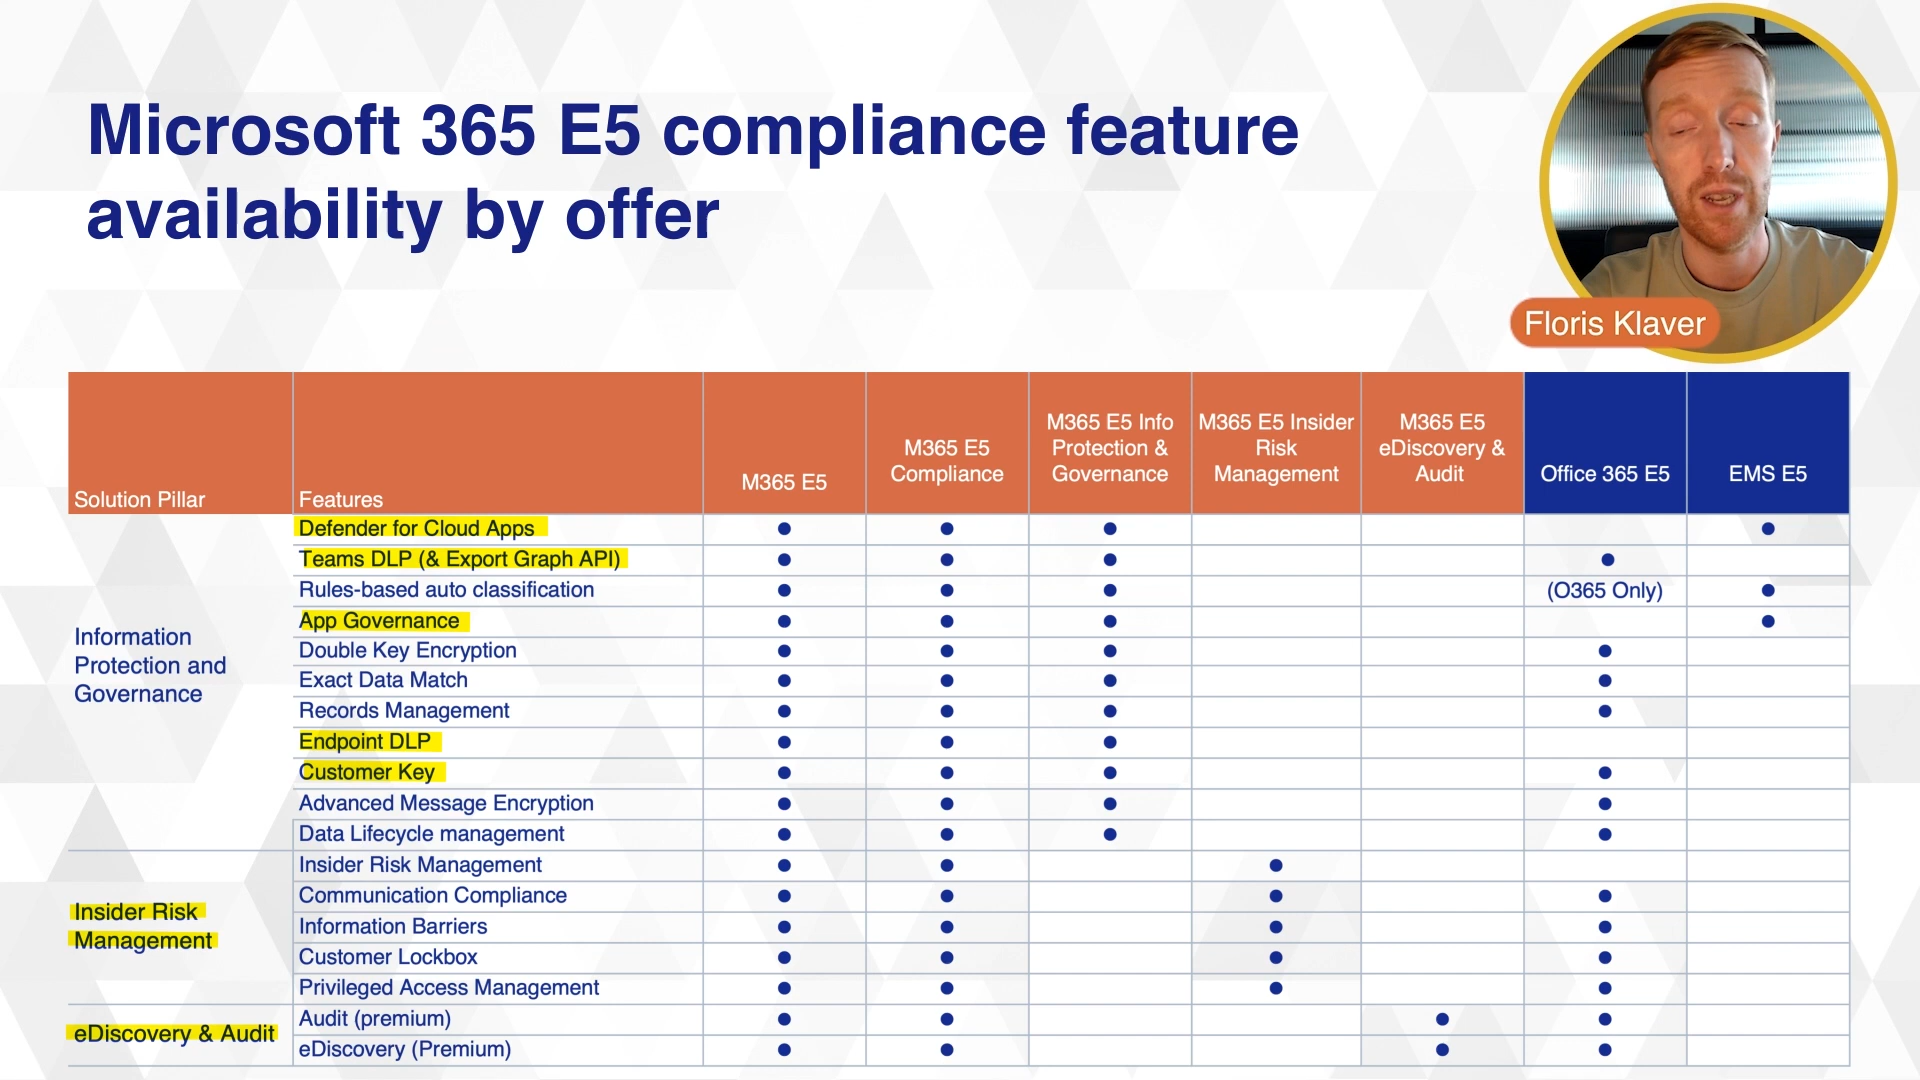 Microsoft 365 E5 compliance feature
availability by offer
Floris Klaver
Solution Pillar
Features
M365 E5
M365 E5
Compliance
M365 E5 Info
Protection &
Governance
M365 E5 Insider
Risk
Management
M365 E5
eDiscovery &
Audit
Office 365 E5
EMS E5
Information
Protection and
Governance
Defender for Cloud Apps
Teams DLP (& Export Graph API)
Rules-based auto classification
(O365 Only)
App Governance
Double Key Encryption
Exact Data Match
Records Management
Endpoint DLP
Customer Key
Advanced Message Encryption
Data Lifecycle management
Insider Risk
Management
Insider Risk Management
Communication Compliance
Information Barriers
Customer Lockbox
Privileged Access Management
eDiscovery & Audit
Audit (premium)
eDiscovery (Premium)